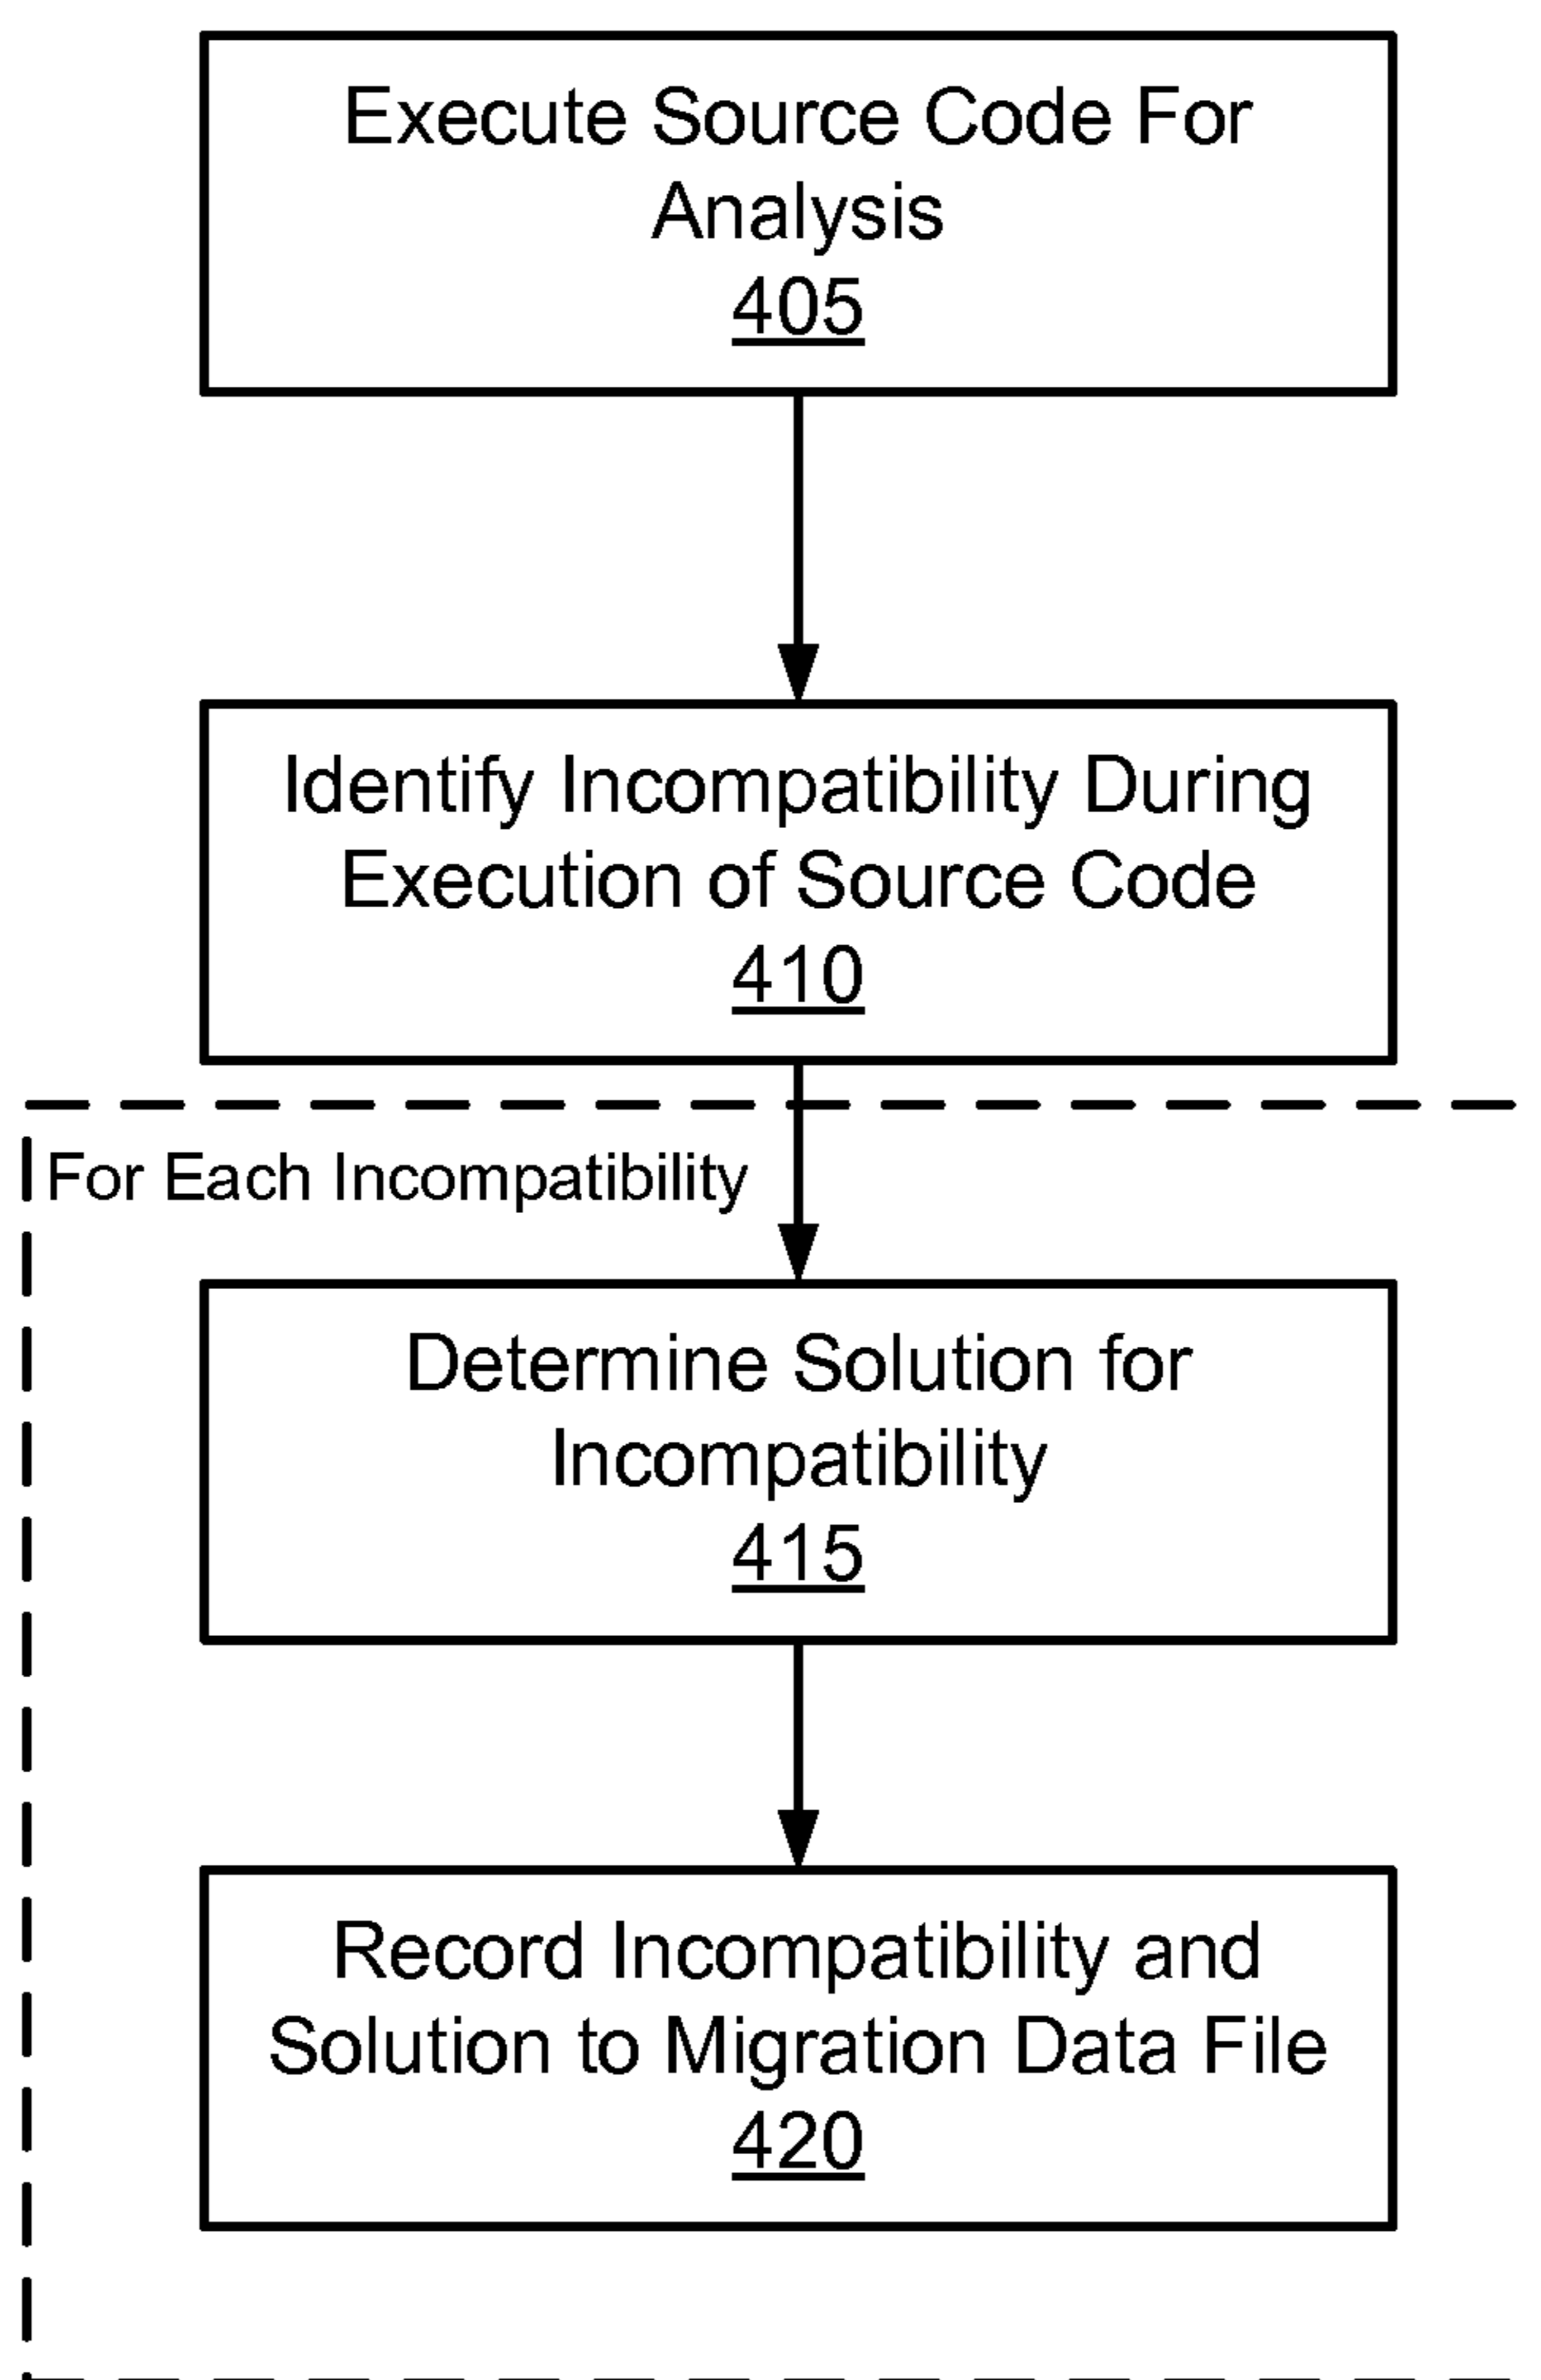 Execute Source Code For
Analysis
405
Identify Incompatibility During
Execution of Source Code
410
For Each Incompatibility
Determine Solution for
Incompatibility
415
Record Incompatibility and
Solution to Migration Data File
420